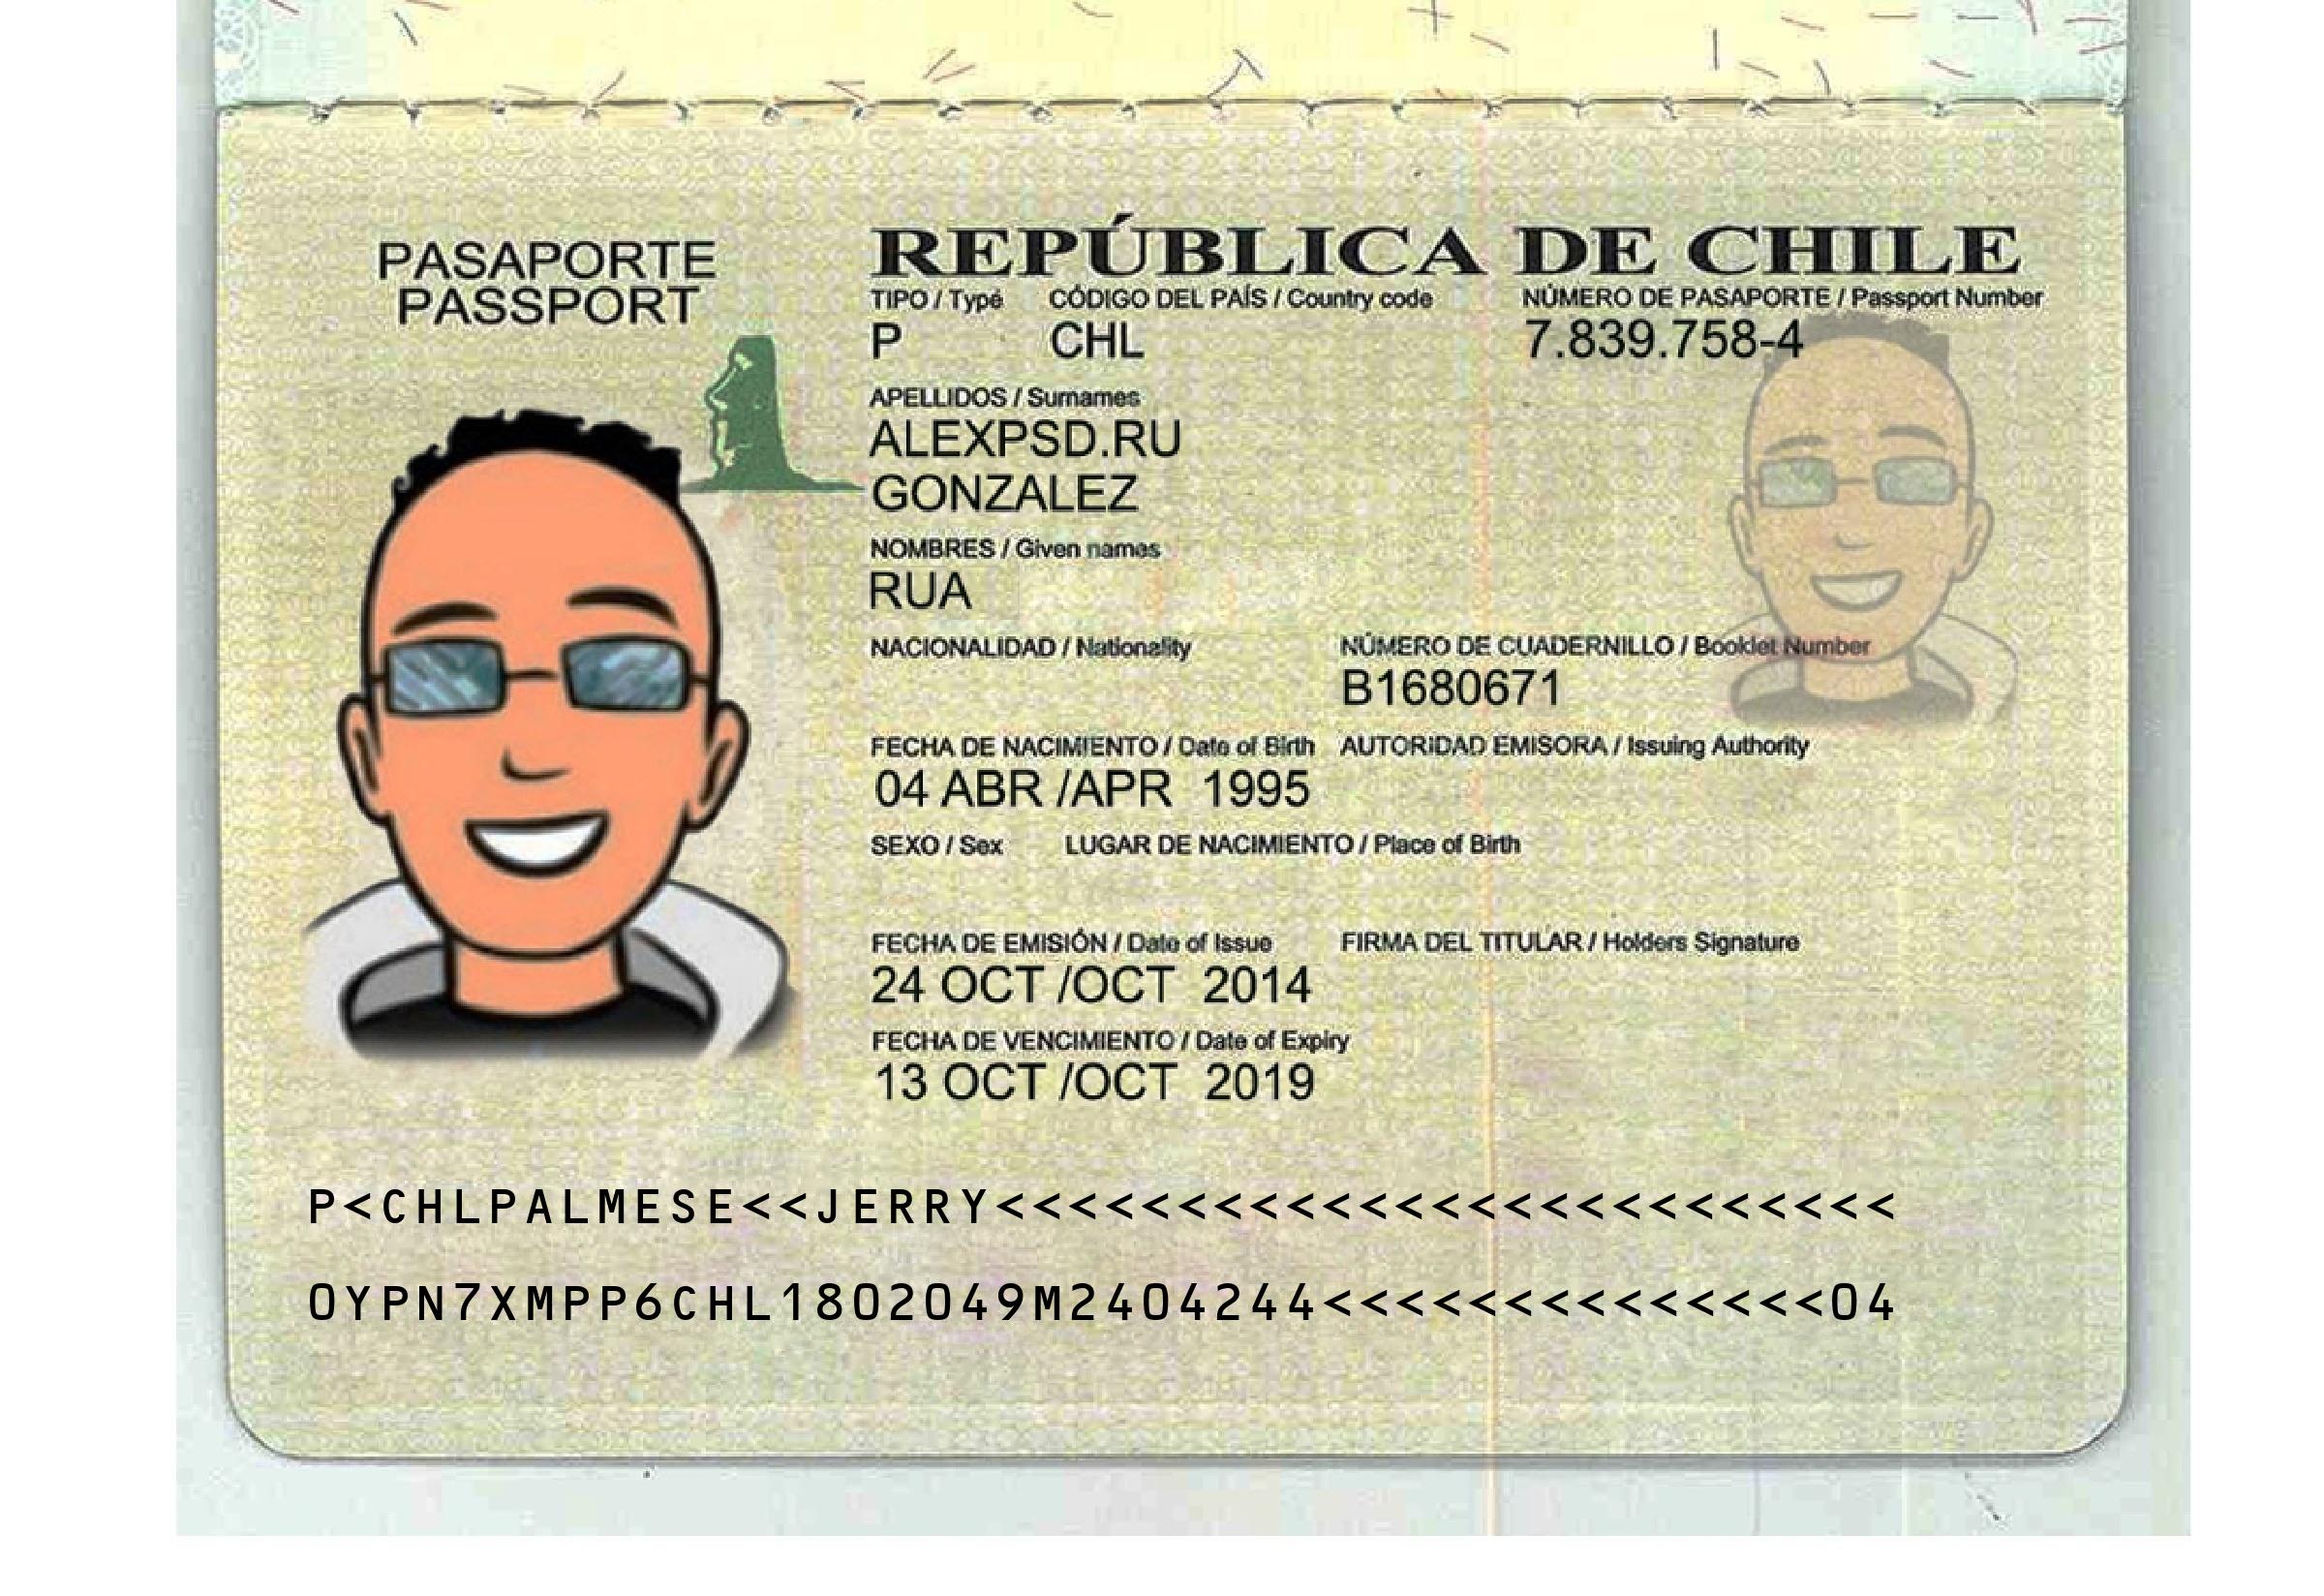 PASAPORTE
PASSPORT
REPÚBLICA DE CHILE
TIPO / Type CÓDIGO DEL PAÍS / Country code NÚMERO DE PASAPORTE / Passport Number
P CHL 7.839.758-4
APELLIDOS / Surnames
ALEXPSD.RU
GONZALEZ
NOMBRES / Given names
RUA
NACIONALIDAD / Nationality NÚMERO DE CUADERNILLO / Booklet Number
B1680671
FECHA DE NACIMIENTO / Date of Birth AUTORIDAD EMISORA / Issuing Authority
04 ABR /APR 1995
SEXO / Sex LUGAR DE NACIMIENTO / Place of Birth
FECHA DE EMISIÓN / Date of Issue FIRMA DEL TITULAR / Holders Signature
24 OCT /OCT 2014
FECHA DE VENCIMIENTO / Date of Expiry
13 OCT /OCT 2019
P<CHLPALMESE<<JERRY<<<<<<<<<<<<<<<<<<<<<<<<<
0YPN7XMPP6CHL1802049M2404244<<<<<<<<<<<<<<04